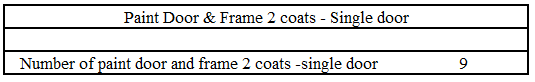 Paint Door & Frame 2 coats - Single door
Number of paint door and frame 2 coats -single door 9